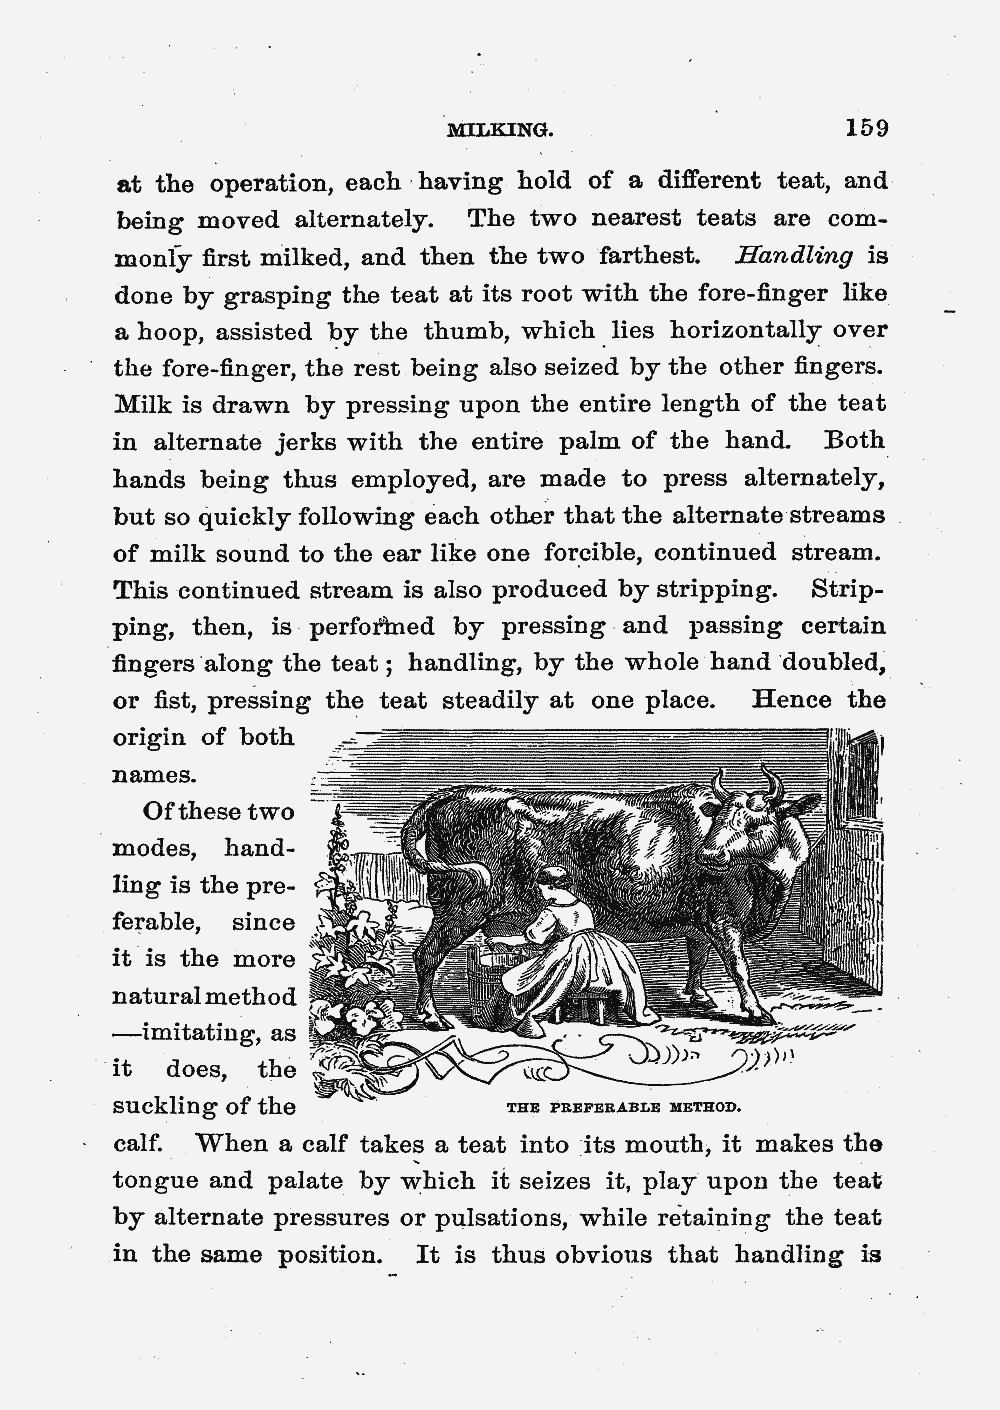 MILKING. 159
at the operation, each having hold of a different teat, and
being moved alternately. The two nearest teats are com-
monly first milked, and then the two farthest. Handling is
done by grasping the teat at its root with the fore-finger like
a hoop, assisted by the thumb, which lies horizontally over
the fore-finger, the rest being also seized by the other fingers.
Milk is drawn by pressing upon the entire length of the teat
in alternate jerks with the entire palm of the hand. Both
hands being thus employed, are made to press alternately,
but so quickly following each other that the alternate streams
of milk sound to the ear like one forcible, continued stream.
This continued stream is also produced by stripping. Strip-
ping, then, is performed by pressing and passing certain
fingers along the teat ; handling, by the whole hand doubled,
or fist, pressing the teat steadily at one place. Hence the
origin of both
names.
Of these two
modes, hand-
ling is the pre-
ferable, since
it is the more
natural method
—imitating, as
it does, the
suckling of the
THE PREFERABLE METHOD.
calf. When a calf takes a teat into its mouth, it makes the
tongue and palate by which it seizes it, play upon the teat
by alternate pressures or pulsations, while retaining the teat
in the same position. It is thus obvious that handling is